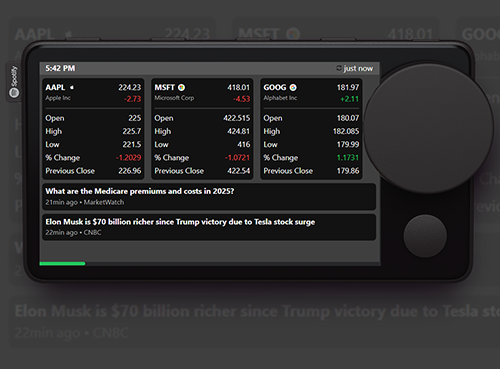 AAPL 224.23 MSFT 418.01 GOOG
5:42 PM just now
Spotify
AAPL 224.23 MSFT 418.01 GOOG 181.97
Apple Inc -2.73 Microsoft Corp -4.53 Alphabet Inc +2.11
Open 225 Open 422.515 Open 180.07
High 225.7 High 424.81 High 182.085
Low 221.5 Low 416 Low 179.99
% Change -1.2029 % Change -1.0721 % Change 1.1731
Previous Close 226.96 Previous Close 422.54 Previous Close 179.86
What are the Medicare premiums and costs in 2025?
21min ago • MarketWatch
Elon Musk is $70 billion richer since Trump victory due to Tesla stock surge
22min ago • CNBC
Elon Musk is $70 billion richer since Trump victory due to Tesla sto
22min ago • CNBC